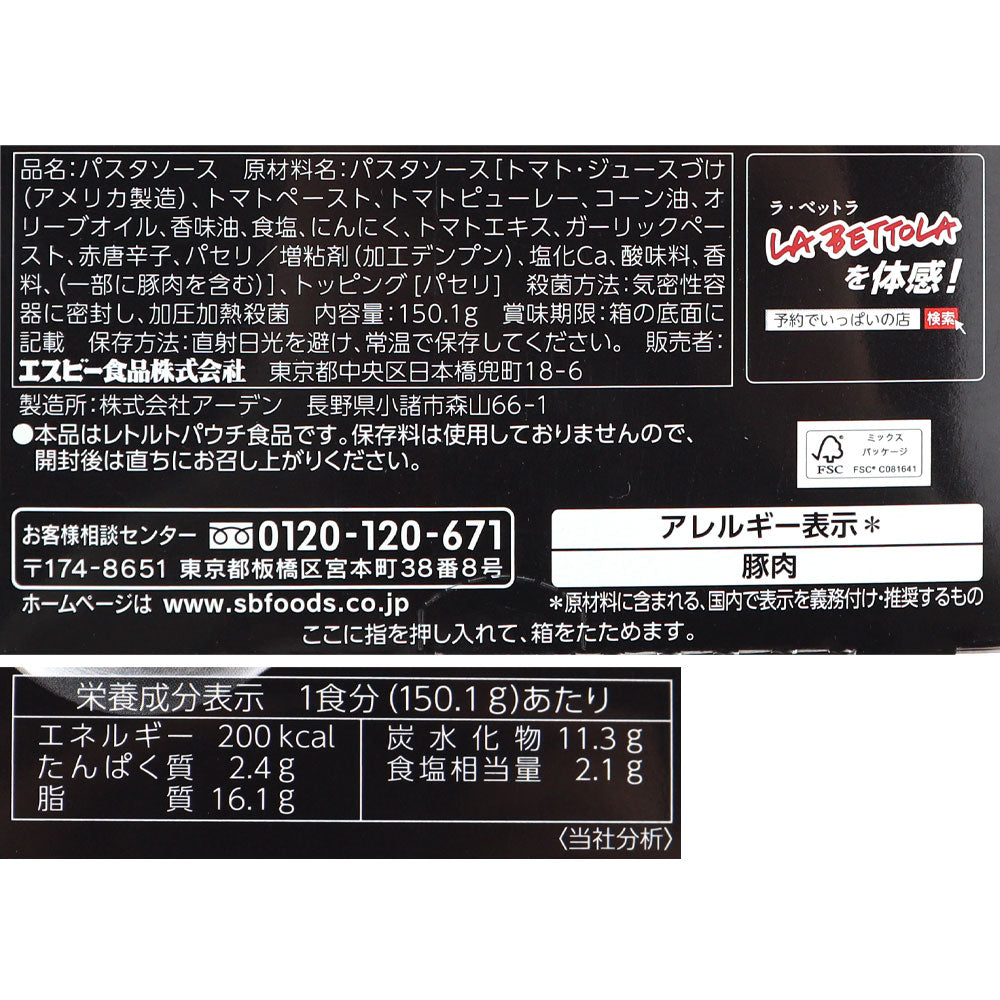 品名:パスタソース　原材料名:パスタソース[トマト・ジュースづけ
(アメリカ製造)、トマトペースト、トマトピューレー、コーン油、オ
リーブオイル、香味油、食塩、にんにく、トマトエキス、ガーリックペー
スト、赤唐辛子、パセリ/増粘剤(加工デンプン)、塩化Ca、酸味料、香
料、(一部に豚肉を含む)]、トッピング[パセリ]　殺菌方法:気密性容
器に密封し、加圧加熱殺菌　内容量:150.1g　賞味期限:箱の底面に
記載　保存方法:直射日光を避け、常温で保存してください。　販売者:
エスビー食品株式会社　東京都中央区日本橋兜町18-6
製造所:株式会社アーデン　長野県小諸市森山66-1
●本品はレトルトパウチ食品です。保存料は使用しておりませんので、
開封後は直ちにお召し上がりください。
お客様相談センター 0120-120-671
〒174-8651 東京都板橋区宮本町38番8号
ホームページは www.sbfoods.co.jp
ラ・ベットラ
LA BETTOLA
を体感!
予約でいっぱいの店 検索
ミックス
パッケージ
FSC
FSC® C081641
アレルギー表示*
豚肉
*原材料に含まれる、国内で表示を義務付け・推奨するもの
ここに指を押し入れて、箱をたためます。
栄養成分表示　1食分(150.1g)あたり
エネルギー 200kcal
たんぱく質 2.4g
脂質 16.1g
炭水化物 11.3g
食塩相当量 2.1g
〈当社分析〉